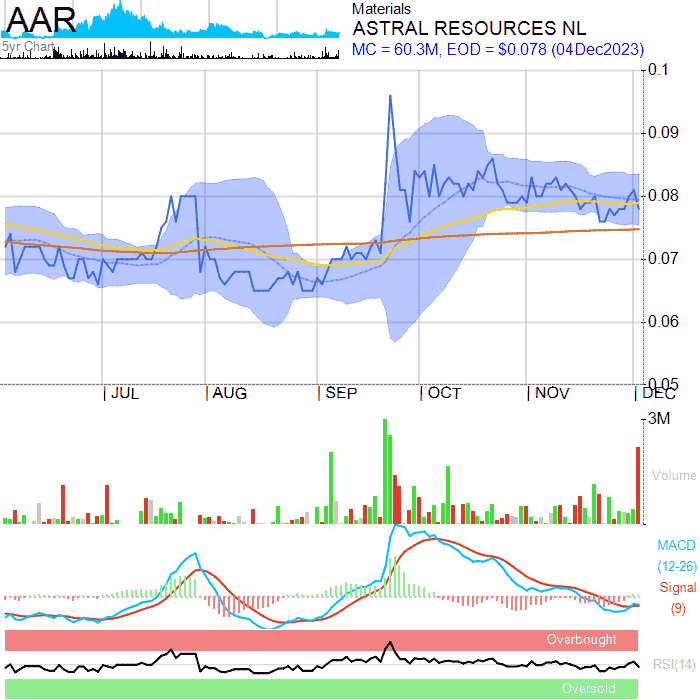 AAR
5yr Chart
Materials
ASTRAL RESOURCES NL
MC = 60.3M, EOD = $0.078 (04Dec2023)
0.1
0.09
0.08
0.07
0.06
0.05
JUL AUG SEP OCT NOV DEC
3M
Volume
MACD
(12-26)
Signal
(9)
Overbought
RSI(14)
Oversold